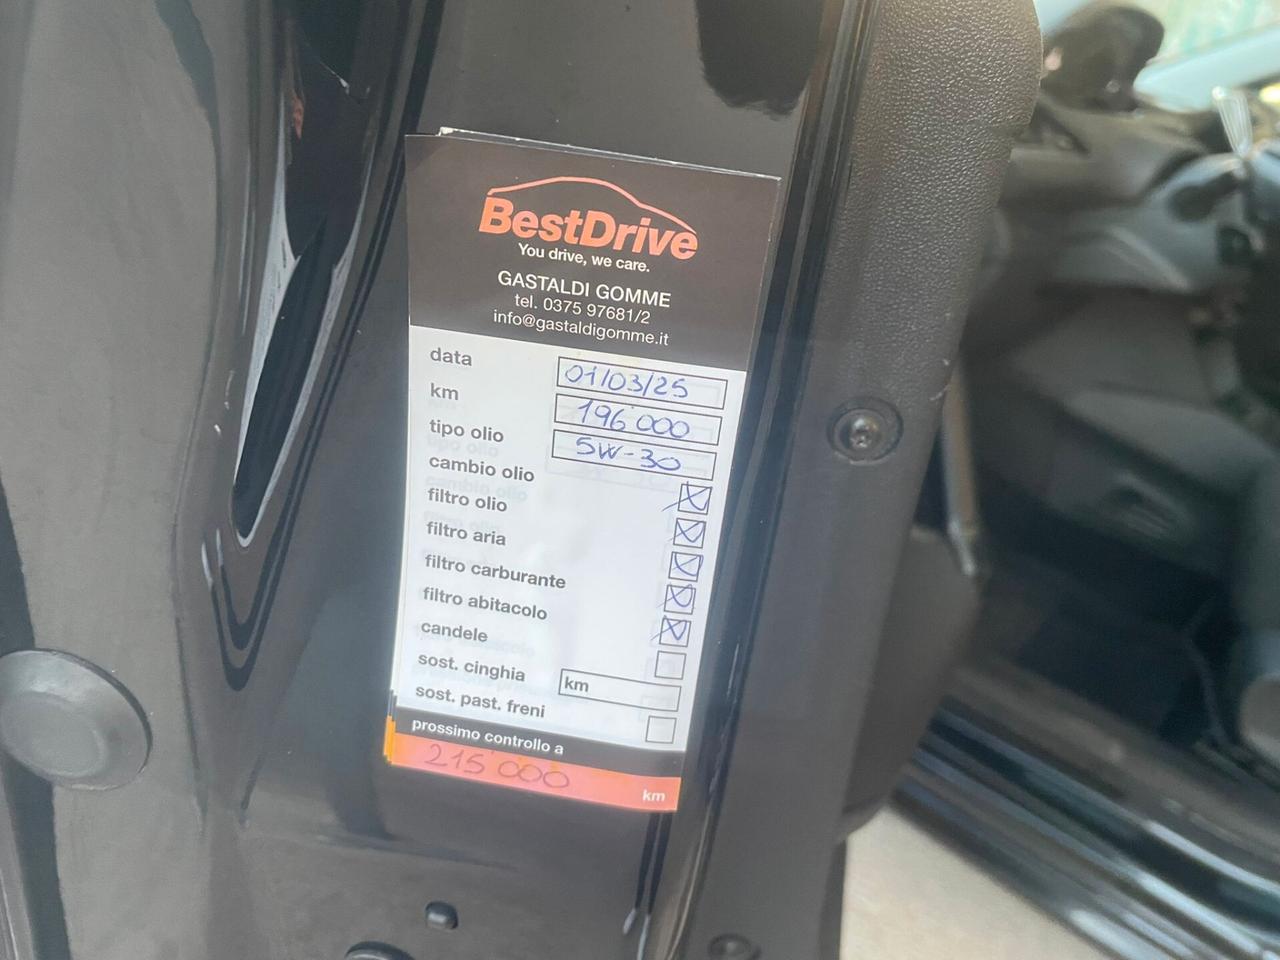 BestDrive
You drive, we care.
GASTALDI GOMME
tel. 0375 97681/2
info@gastaldigomme.it
data 01/03/25
km 196'000
tipo olio 5W-30
cambio olio X
filtro olio X
filtro aria X
filtro carburante X
filtro abitacolo X
candele
sost. cinghia km
sost. past. freni
prossimo controllo a
215'000 km